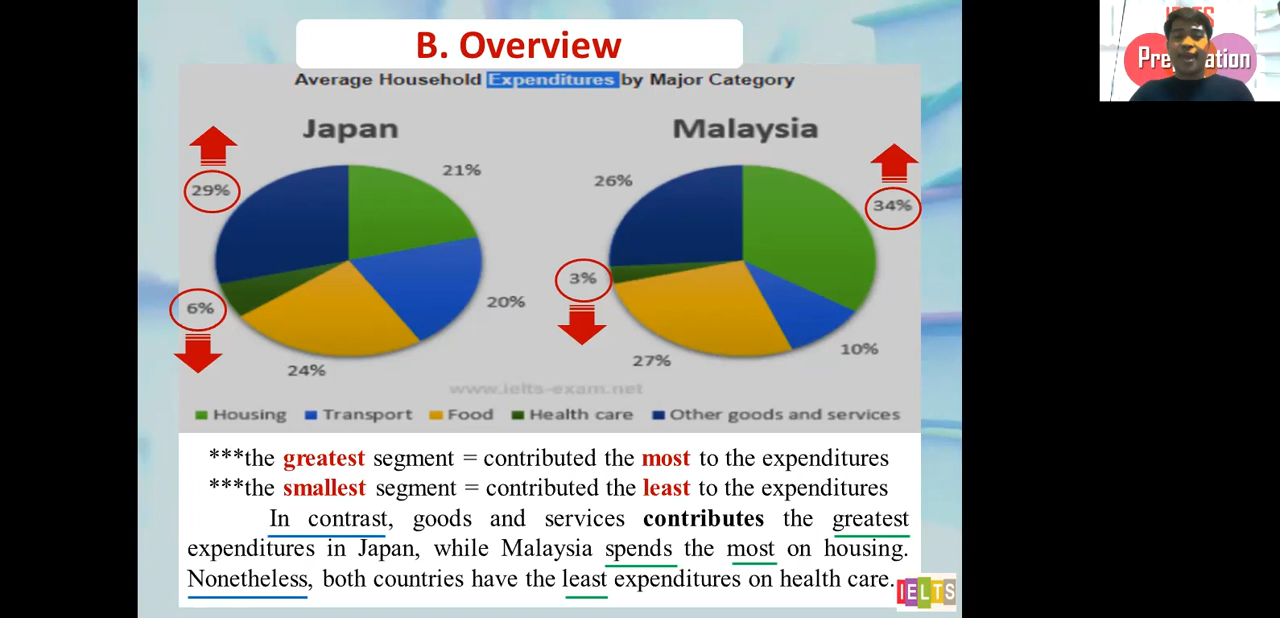 B. Overview
IELTS
Average Household Expenditures by Major Category
Japan
Malaysia
29%
21%
26%
34%
6%
20%
3%
10%
24%
27%
www.ielts-exam.net
Housing Transport Food Health care Other goods and services
***the greatest segment = contributed the most to the expenditures
***the smallest segment = contributed the least to the expenditures
In contrast, goods and services contributes the greatest
expenditures in Japan, while Malaysia spends the most on housing.
Nonetheless, both countries have the least expenditures on health care.
IELTS